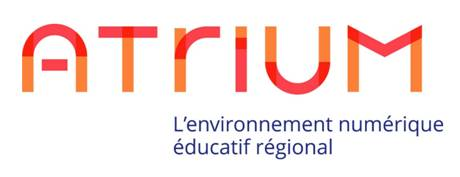 ATRIUM
L'environnement numérique
éducatif régional